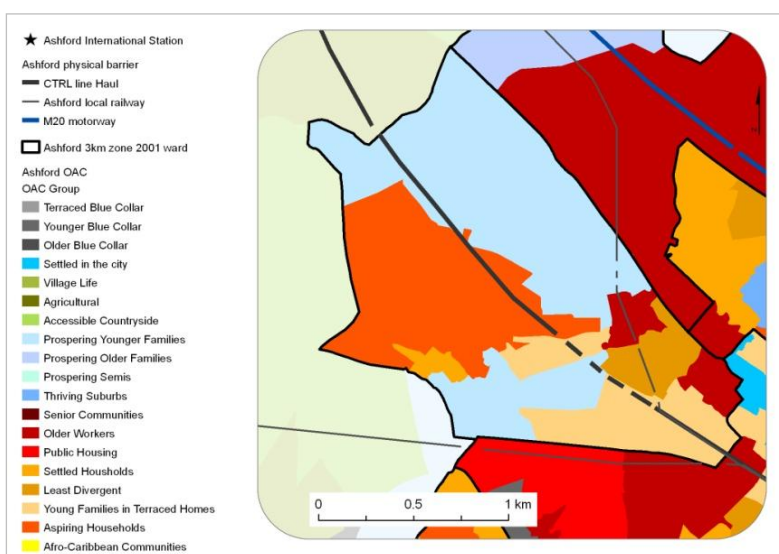 Ashford International Station
Ashford physical barrier
CTRL line Haul
Ashford local railway
M20 motorway
Ashford 3km zone 2001 ward
Ashford OAC
OAC Group
Terraced Blue Collar
Younger Blue Collar
Older Blue Collar
Settled in the city
Village Life
Agricultural
Accessible Countryside
Prospering Younger Families
Prospering Older Families
Prospering Semis
Thriving Suburbs
Senior Communities
Older Workers
Public Housing
Settled Housholds
Least Divergent
Young Families in Terraced Homes
Aspiring Households
Afro-Caribbean Communities
0 0.5 1 km